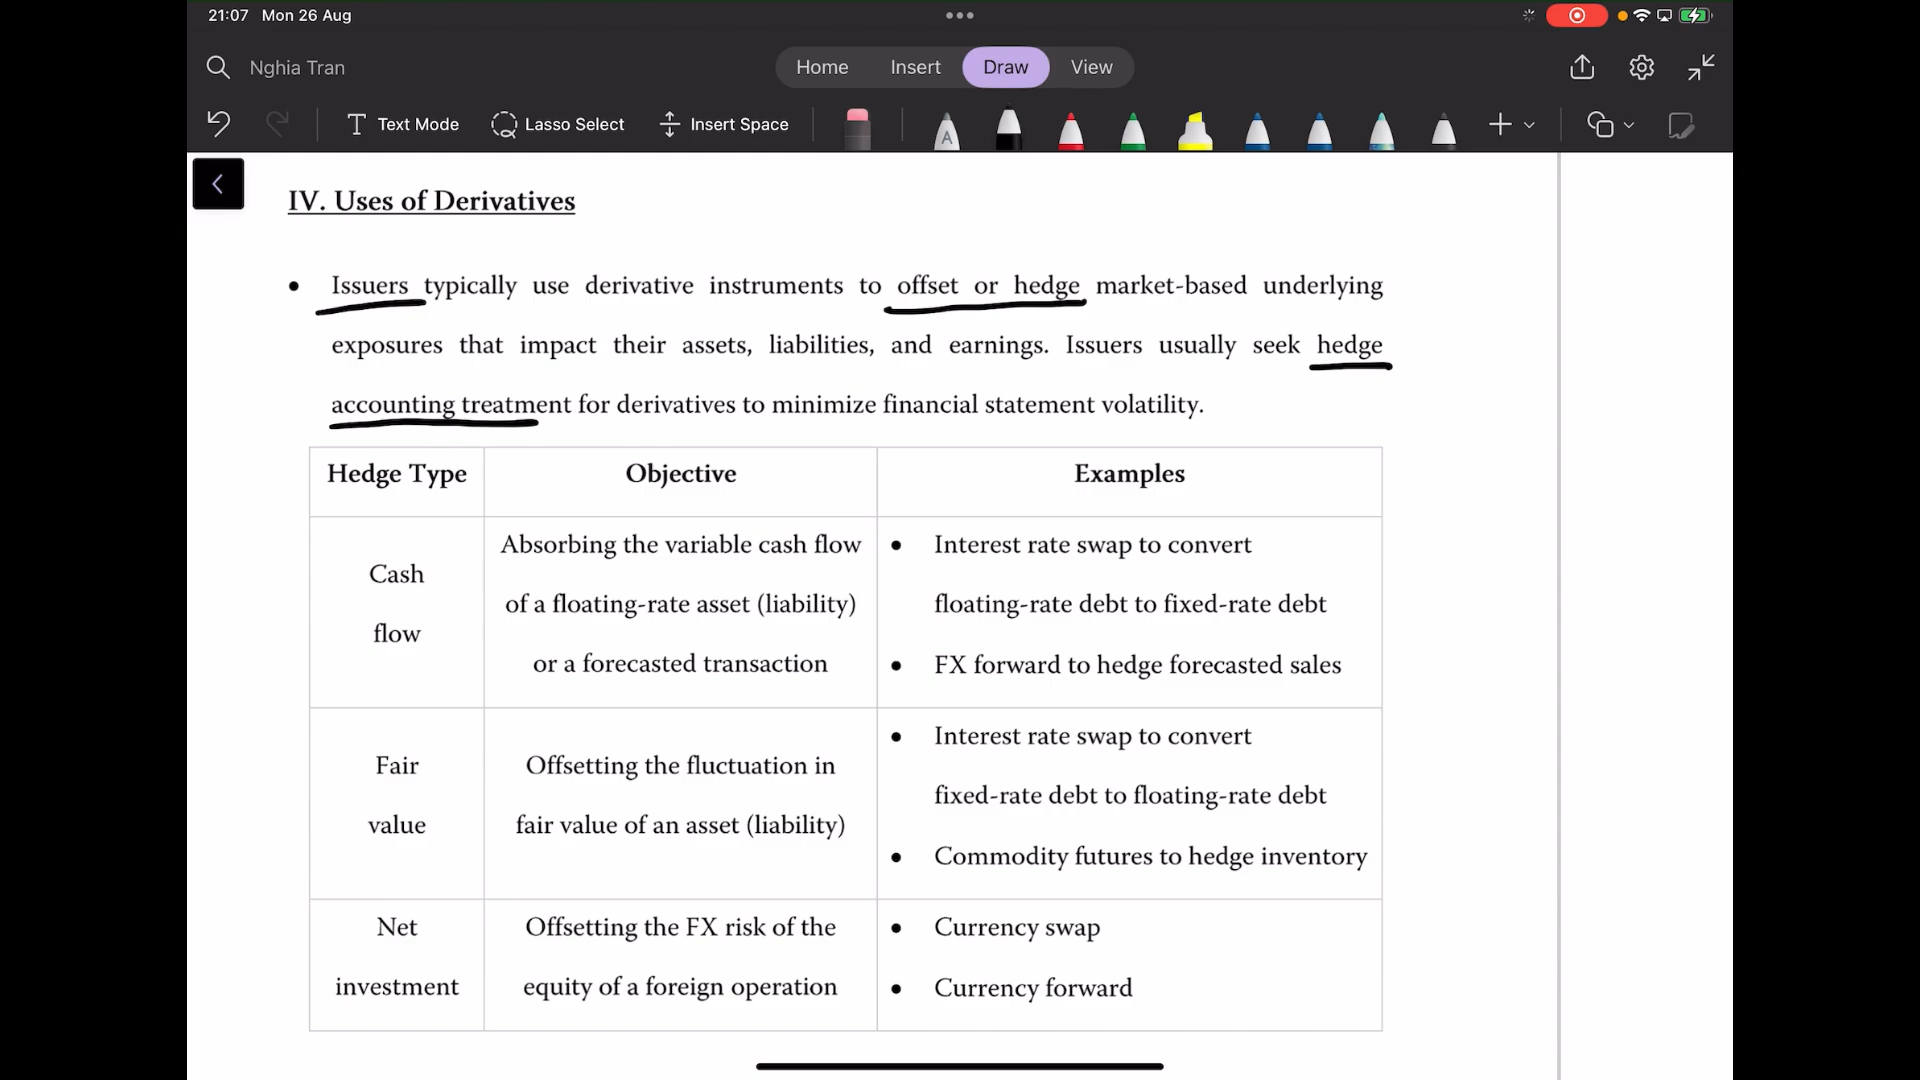 21:07 Mon 26 Aug
Nghia Tran
Home Insert Draw View
Text Mode Lasso Select Insert Space
A
IV. Uses of Derivatives
• Issuers typically use derivative instruments to offset or hedge market-based underlying
exposures that impact their assets, liabilities, and earnings. Issuers usually seek hedge
accounting treatment for derivatives to minimize financial statement volatility.
Hedge Type Objective Examples
Cash
flow
Absorbing the variable cash flow
of a floating-rate asset (liability)
or a forecasted transaction
• Interest rate swap to convert
floating-rate debt to fixed-rate debt
• FX forward to hedge forecasted sales
Fair
value
Offsetting the fluctuation in
fair value of an asset (liability)
• Interest rate swap to convert
fixed-rate debt to floating-rate debt
• Commodity futures to hedge inventory
Net
investment
Offsetting the FX risk of the
equity of a foreign operation
• Currency swap
• Currency forward